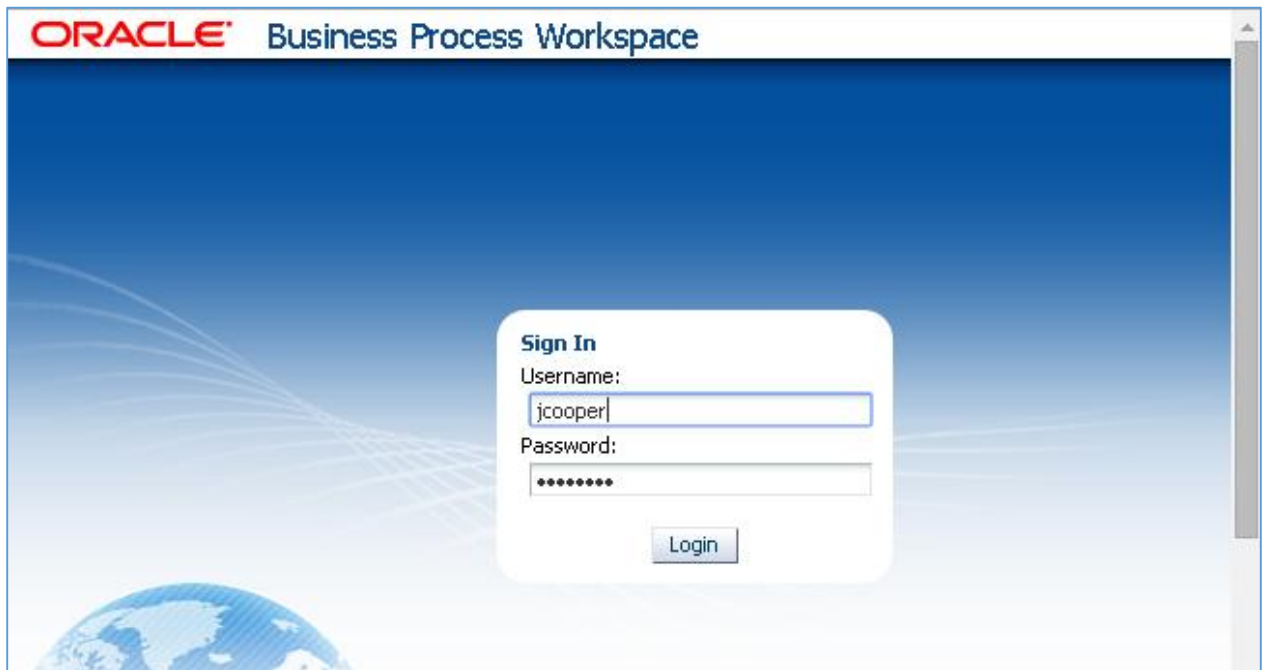 ORACLE Business Process Workspace
Sign In
Username:
jcooper
Password:
••••••••
Login